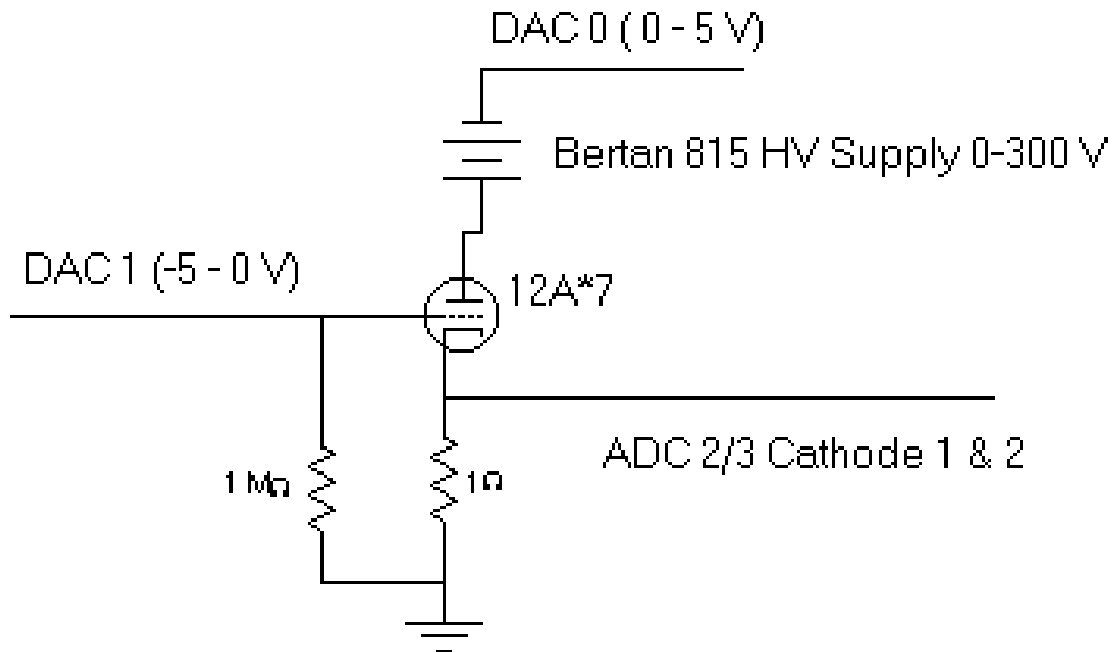 DAC 0 ( 0 - 5 V)
Bertan 815 HV Supply 0-300 V
DAC 1 (-5 - 0 V)
12A*7
ADC 2/3 Cathode 1 & 2
1 MΩ
1Ω